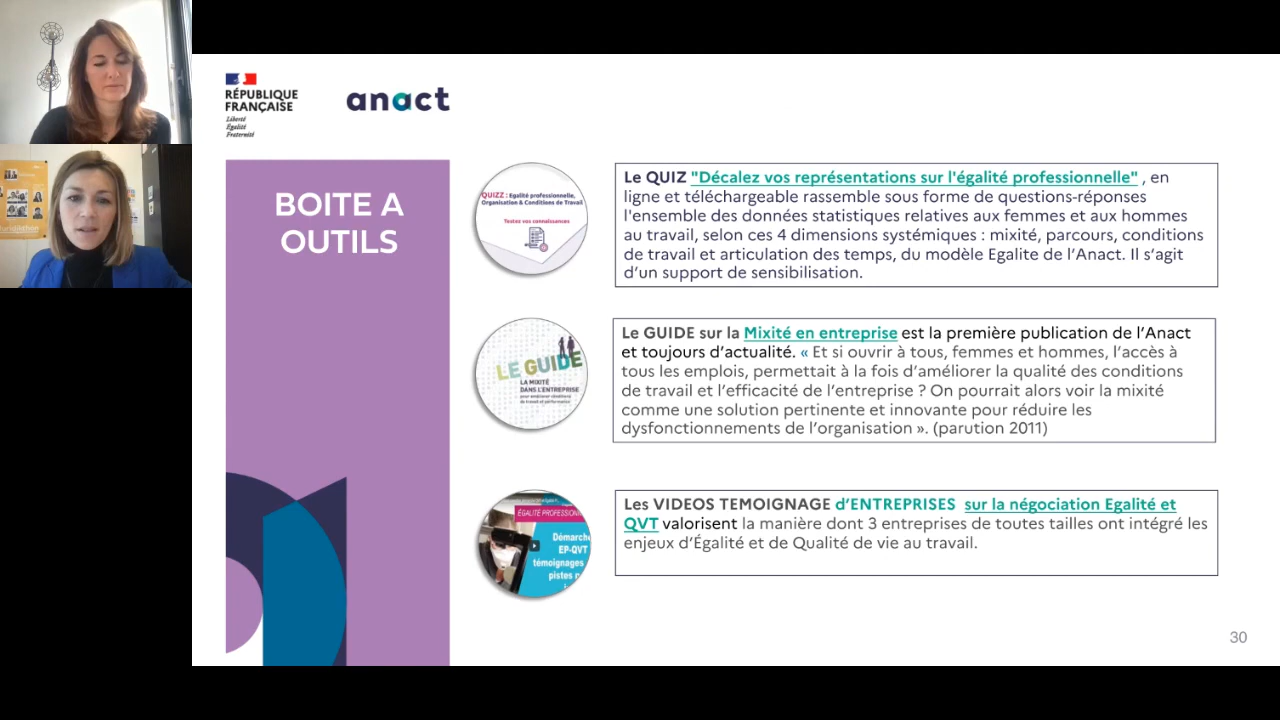 RÉPUBLIQUE
FRANÇAISE
Liberté
Égalité
Fraternité
anact
BOITE A
OUTILS
QUIZZ : Egalité professionnelle,
Organisation & Conditions de Travail
Testez vos connaissances
Le QUIZ "Décalez vos représentations sur l'égalité professionnelle" , en
ligne et téléchargeable rassemble sous forme de questions-réponses
l'ensemble des données statistiques relatives aux femmes et aux hommes
au travail, selon ces 4 dimensions systémiques : mixité, parcours, conditions
de travail et articulation des temps, du modèle Egalite de l'Anact. Il s'agit
d'un support de sensibilisation.
LE GUIDE
LA MIXITÉ
DANS L'ENTREPRISE
pour améliorer conditions
de travail et performance
Le GUIDE sur la Mixité en entreprise est la première publication de l'Anact
et toujours d'actualité. « Et si ouvrir à tous, femmes et hommes, l'accès à
tous les emplois, permettait à la fois d'améliorer la qualité des conditions
de travail et l'efficacité de l'entreprise ? On pourrait alors voir la mixité
comme une solution pertinente et innovante pour réduire les
dysfonctionnements de l'organisation ». (parution 2011)
ÉGALITÉ PROFESSIONN
Démarch
EP-QVT
témoignages
pistes
Les VIDEOS TEMOIGNAGE d'ENTREPRISES sur la négociation Egalité et
QVT valorisent la manière dont 3 entreprises de toutes tailles ont intégré les
enjeux d'Égalité et de Qualité de vie au travail.
30